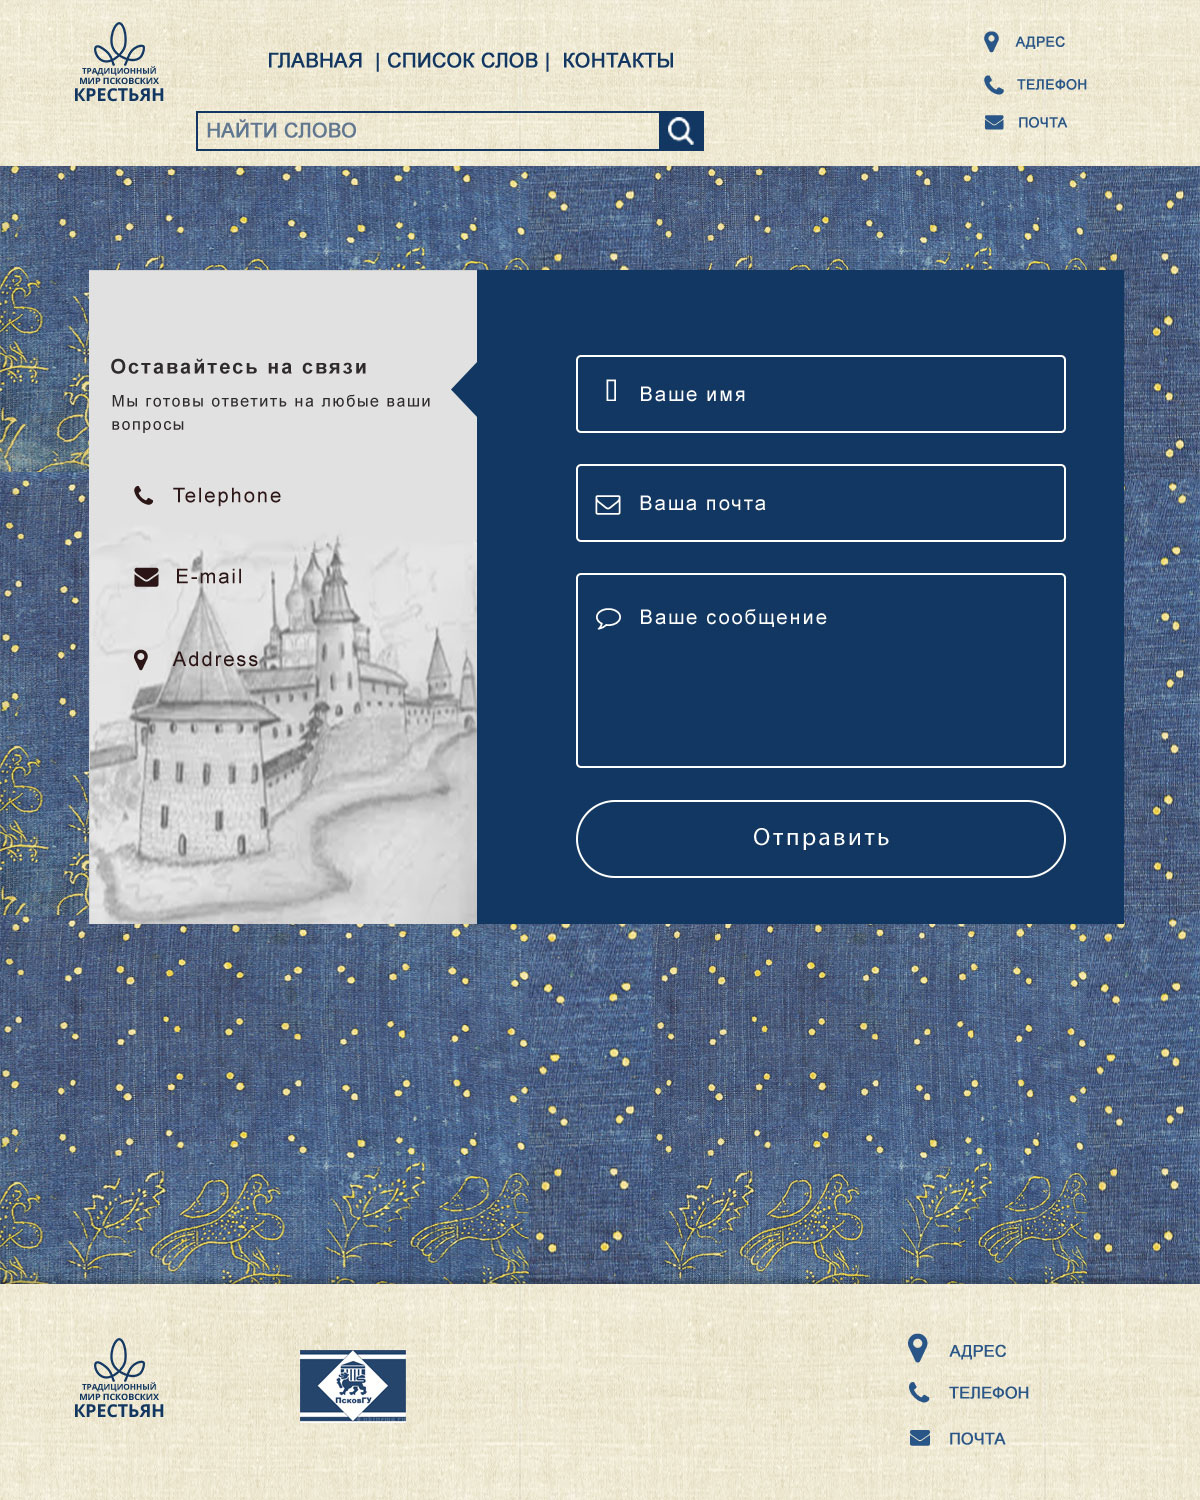 ТРАДИЦИОННЫЙ
МИР ПСКОВСКИХ
КРЕСТЬЯН
ГЛАВНАЯ | СПИСОК СЛОВ | КОНТАКТЫ
НАЙТИ СЛОВО
АДРЕС
ТЕЛЕФОН
ПОЧТА
Оставайтесь на связи
Мы готовы ответить на любые ваши
вопросы
Telephone
E-mail
Address
Ваше имя
Ваша почта
Ваше сообщение
Отправить
ТРАДИЦИОННЫЙ
МИР ПСКОВСКИХ
КРЕСТЬЯН
ПсковГУ
АДРЕС
ТЕЛЕФОН
ПОЧТА